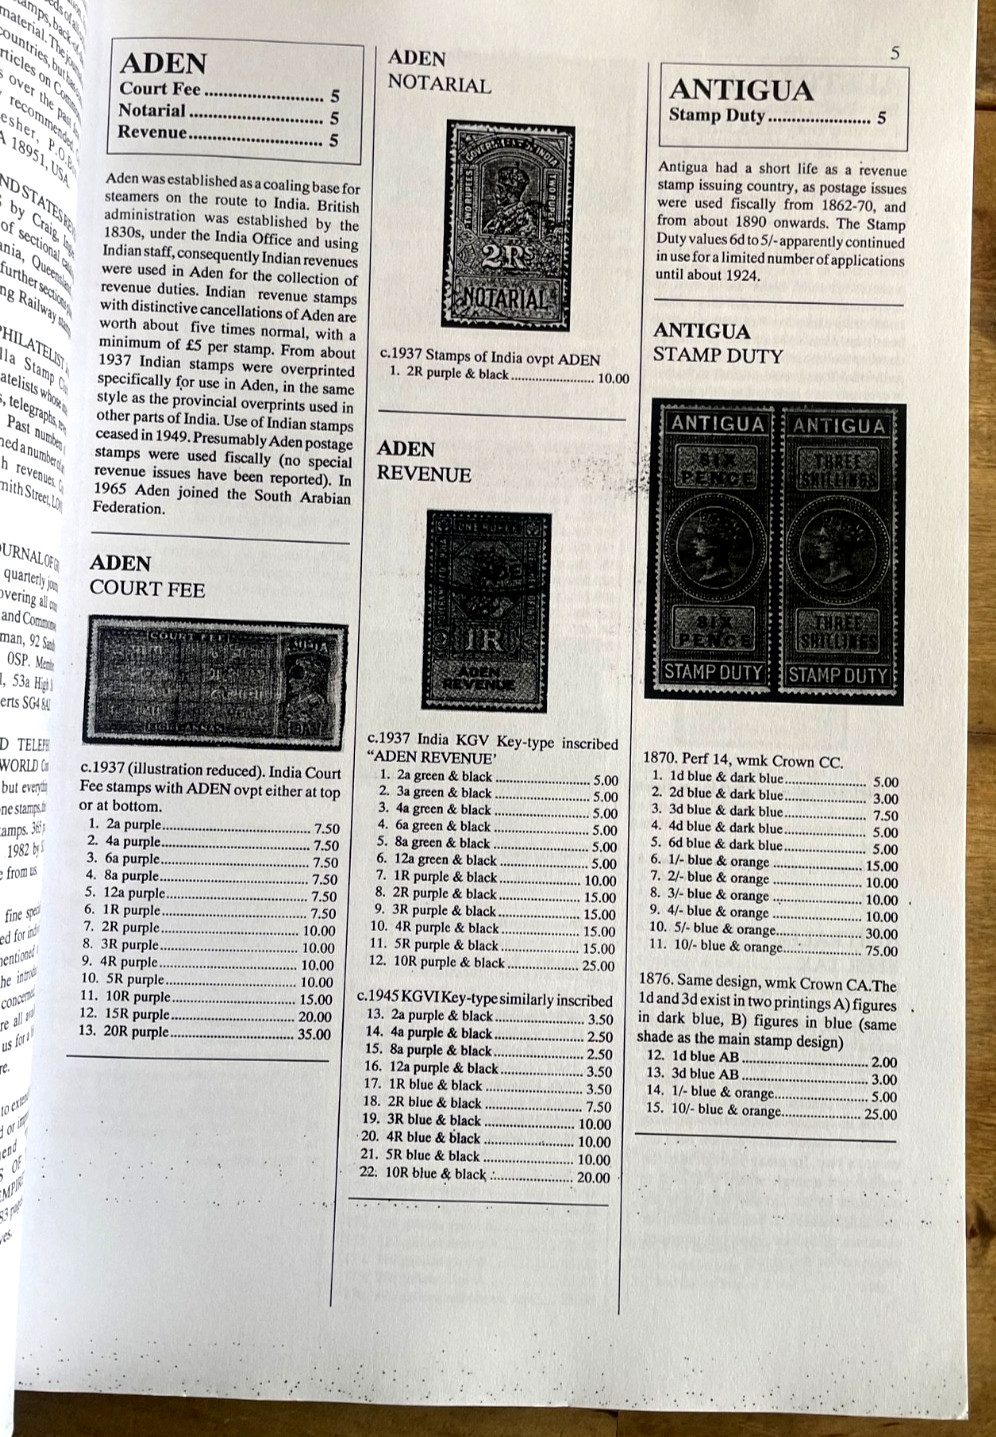 5
ADEN
Court Fee ........................ 5
Notarial ........................ 5
Revenue........................ 5
Aden was established as a coaling base for
steamers on the route to India. British
administration was established by the
1830s, under the India Office and using
Indian staff, consequently Indian revenues
were used in Aden for the collection of
revenue duties. Indian revenue stamps
with distinctive cancellations of Aden are
worth about five times normal, with a
minimum of £5 per stamp. From about
1937 Indian stamps were overprinted
specifically for use in Aden, in the same
style as the provincial overprints used in
other parts of India. Use of Indian stamps
ceased in 1949. Presumably Aden postage
stamps were used fiscally (no special
revenue issues have been reported). In
1965 Aden joined the South Arabian
Federation.
ADEN
COURT FEE
COURT FEE
c.1937 (illustration reduced). India Court
Fee stamps with ADEN ovpt either at top
or at bottom.
1. 2a purple........................ 7.50
2. 4a purple........................ 7.50
3. 6a purple........................ 7.50
4. 8a purple........................ 7.50
5. 12a purple........................ 7.50
6. 1R purple........................ 7.50
7. 2R purple........................ 10.00
8. 3R purple........................ 10.00
9. 4R purple........................ 10.00
10. 5R purple........................ 10.00
11. 10R purple........................ 15.00
12. 15R purple........................ 20.00
13. 20R purple........................ 35.00
ADEN
NOTARIAL
GOVERNMENT OF INDIA
TWO RUPEES
TWO RUPEES
2Rs
NOTARIAL
c.1937 Stamps of India ovpt ADEN
1. 2R purple & black........................ 10.00
ADEN
REVENUE
ONE RUPEE
1R
ADEN
REVENUE
c.1937 India KGV Key-type inscribed
“ADEN REVENUE’
1. 2a green & black ........................ 5.00
2. 3a green & black ........................ 5.00
3. 4a green & black ........................ 5.00
4. 6a green & black ........................ 5.00
5. 8a green & black ........................ 5.00
6. 12a green & black ........................ 5.00
7. 1R purple & black ........................ 10.00
8. 2R purple & black ........................ 15.00
9. 3R purple & black ........................ 15.00
10. 4R purple & black ........................ 15.00
11. 5R purple & black ........................ 15.00
12. 10R purple & black ........................ 25.00
c.1945 KGVI Key-type similarly inscribed
13. 2a purple & black ........................ 3.50
14. 4a purple & black ........................ 2.50
15. 8a purple & black ........................ 2.50
16. 12a purple & black ........................ 3.50
17. 1R blue & black ........................ 3.50
18. 2R blue & black ........................ 7.50
19. 3R blue & black ........................ 10.00
20. 4R blue & black ........................ 10.00
21. 5R blue & black ........................ 10.00
22. 10R blue & black ........................ 20.00
ANTIGUA
Stamp Duty........................ 5
Antigua had a short life as a revenue
stamp issuing country, as postage issues
were used fiscally from 1862-70, and
from about 1890 onwards. The Stamp
Duty values 6d to 5/- apparently continued
in use for a limited number of applications
until about 1924.
ANTIGUA
STAMP DUTY
ANTIGUA
SIX
PENCE
SIX
PENCE
STAMP DUTY
ANTIGUA
THREE
SHILLINGS
THREE
SHILLINGS
STAMP DUTY
1870. Perf 14, wmk Crown CC.
1. 1d blue & dark blue........................ 5.00
2. 2d blue & dark blue........................ 3.00
3. 3d blue & dark blue........................ 7.50
4. 4d blue & dark blue........................ 5.00
5. 6d blue & dark blue........................ 5.00
6. 1/- blue & orange ........................ 15.00
7. 2/- blue & orange ........................ 10.00
8. 3/- blue & orange ........................ 10.00
9. 4/- blue & orange ........................ 10.00
10. 5/- blue & orange........................ 30.00
11. 10/- blue & orange........................ 75.00
1876. Same design, wmk Crown CA.The
1d and 3d exist in two printings A) figures
in dark blue, B) figures in blue (same
shade as the main stamp design)
12. 1d blue AB ........................ 2.00
13. 3d blue AB ........................ 3.00
14. 1/- blue & orange........................ 5.00
15. 10/- blue & orange........................ 25.00